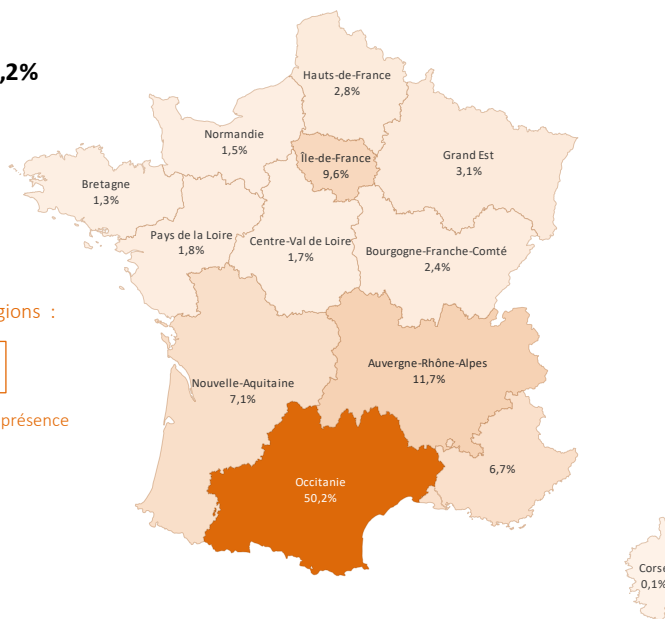 ,2%
Hauts-de-France
2,8%
Normandie
1,5%
Île-de-France
9,6%
Grand Est
3,1%
Bretagne
1,3%
Pays de la Loire
1,8%
Centre-Val de Loire
1,7%
Bourgogne-Franche-Comté
2,4%
gions :
Auvergne-Rhône-Alpes
11,7%
Nouvelle-Aquitaine
7,1%
présence
6,7%
Occitanie
50,2%
Corse
0,1%